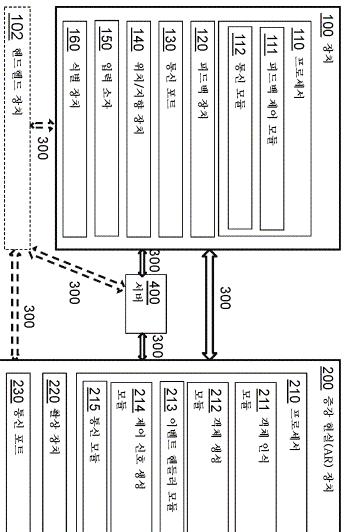 100 장치
110 프로세서
111 피드백 제어 모듈
112 통신 모듈
120 피드백 장치
130 통신 포트
140 위치/지향 장치
150 입력 소자
160 식별 장치
102 핸드헬드 장치
300
300
300
300
300
300
400
서버
200 증강 현실(AR) 장치
210 프로세서
211 객체 인식
모듈
212 객체 생성
모듈
213 이벤트 핸들러 모듈
214 제어 신호 생성
모듈
215 통신 모듈
220 촬상 장치
230 통신 포트